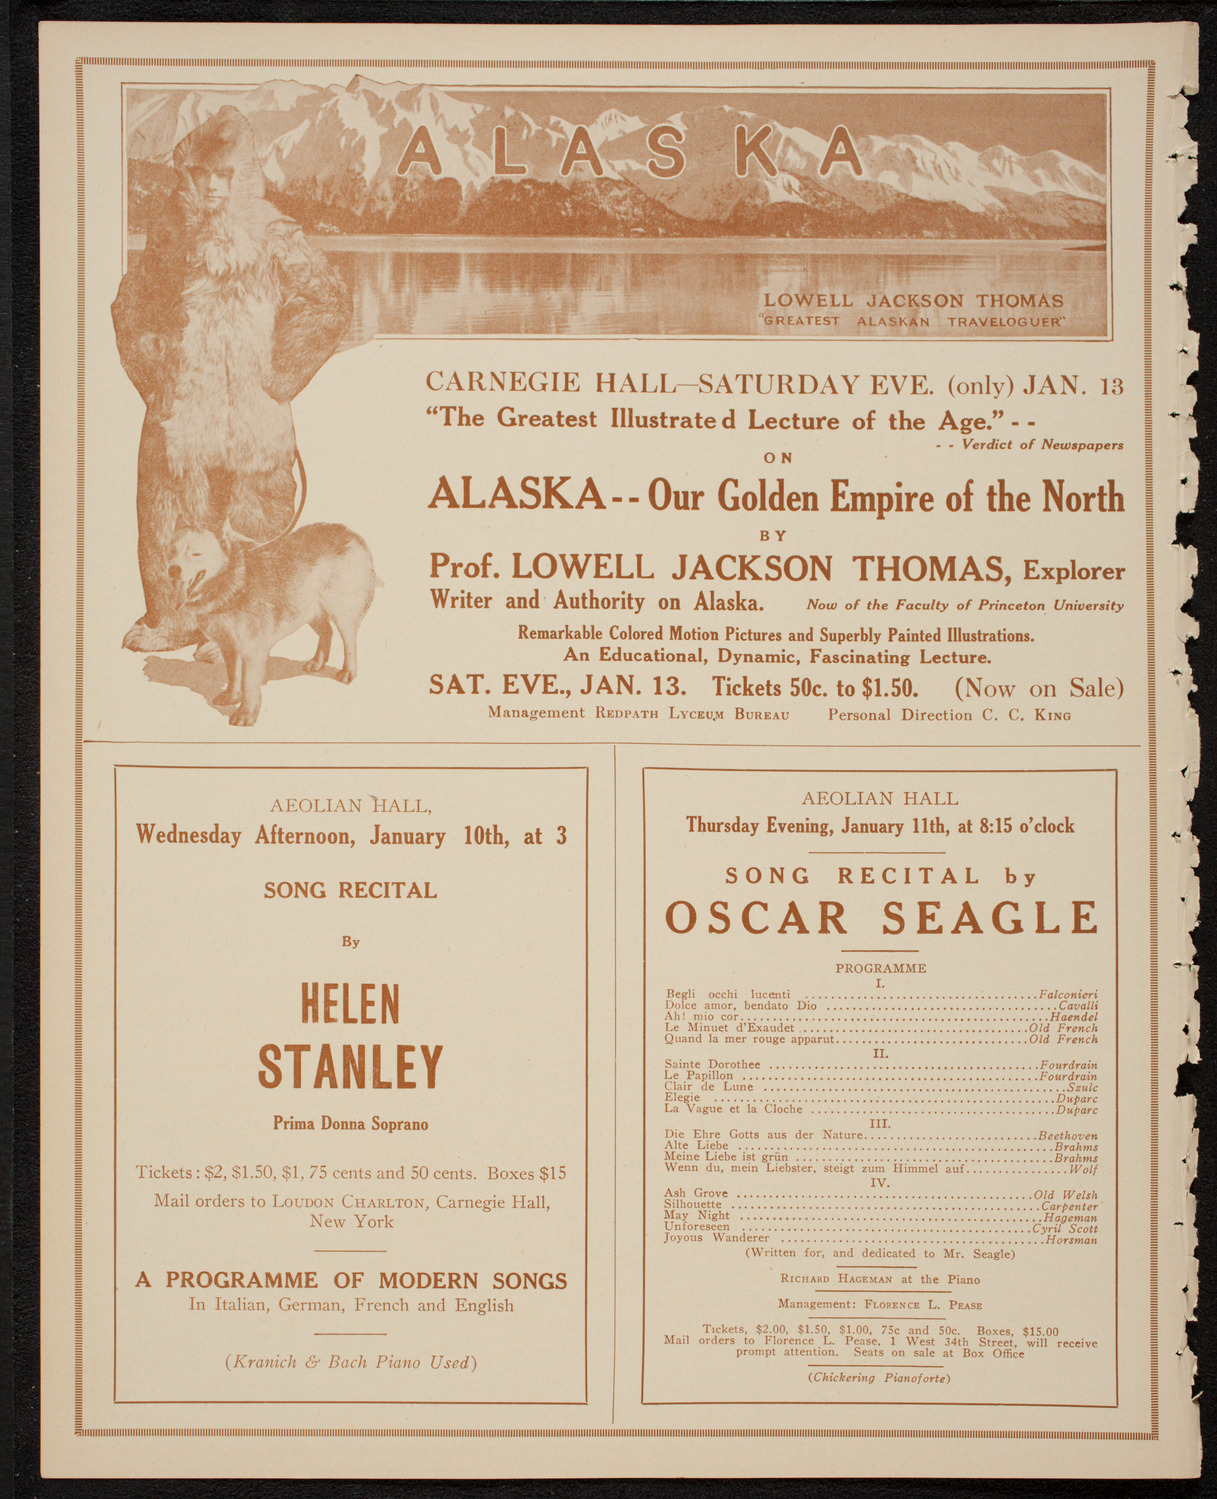 ALASKA
LOWELL JACKSON THOMAS
"GREATEST ALASKAN TRAVELOGUER"
CARNEGIE HALL—SATURDAY EVE. (only) JAN. 13
"The Greatest Illustrated Lecture of the Age." - -
- - Verdict of Newspapers
ON
ALASKA -- Our Golden Empire of the North
BY
Prof. LOWELL JACKSON THOMAS, Explorer
Writer and Authority on Alaska. Now of the Faculty of Princeton University
Remarkable Colored Motion Pictures and Superbly Painted Illustrations.
An Educational, Dynamic, Fascinating Lecture.
SAT. EVE., JAN. 13. Tickets 50c. to $1.50. (Now on Sale)
Management REDPATH LYCEUM BUREAU Personal Direction C. C. KING
AEOLIAN HALL,
Wednesday Afternoon, January 10th, at 3
SONG RECITAL
By
HELEN
STANLEY
Prima Donna Soprano
Tickets: $2, $1.50, $1, 75 cents and 50 cents. Boxes $15
Mail orders to LOUDON CHARLTON, Carnegie Hall,
New York
A PROGRAMME OF MODERN SONGS
In Italian, German, French and English
(Kranich & Bach Piano Used)
AEOLIAN HALL
Thursday Evening, January 11th, at 8:15 o'clock
SONG RECITAL by
OSCAR SEAGLE
PROGRAMME
I.
Begli occhi lucenti ........ Falconieri
Dolce amor, bendato Dio ........ Cavalli
Ah! mio cor ........ Haendel
Le Minuet d'Exaudet ........ Old French
Quand la mer rouge apparut ........ Old French
II.
Sainte Dorothee ........ Fourdrain
Le Papillon ........ Fourdrain
Clair de Lune ........ Szulc
Elegie ........ Duparc
La Vague et la Cloche ........ Duparc
III.
Die Ehre Gotts aus der Nature ........ Beethoven
Alte Liebe ........ Brahms
Meine Liebe ist grün ........ Brahms
Wenn du, mein Liebster, steigt zum Himmel auf ........ Wolf
IV.
Ash Grove ........ Old Welsh
Silhouette ........ Carpenter
May Night ........ Hageman
Unforeseen ........ Cyril Scott
Joyous Wanderer ........ Horsman
(Written for, and dedicated to Mr. Seagle)
RICHARD HAGEMAN at the Piano
Management: FLORENCE L. PEASE
Tickets, $2.00, $1.50, $1.00, 75c and 50c. Boxes, $15.00
Mail orders to Florence L. Pease, 1 West 34th Street, will receive
prompt attention. Seats on sale at Box Office
(Chickering Pianoforte)